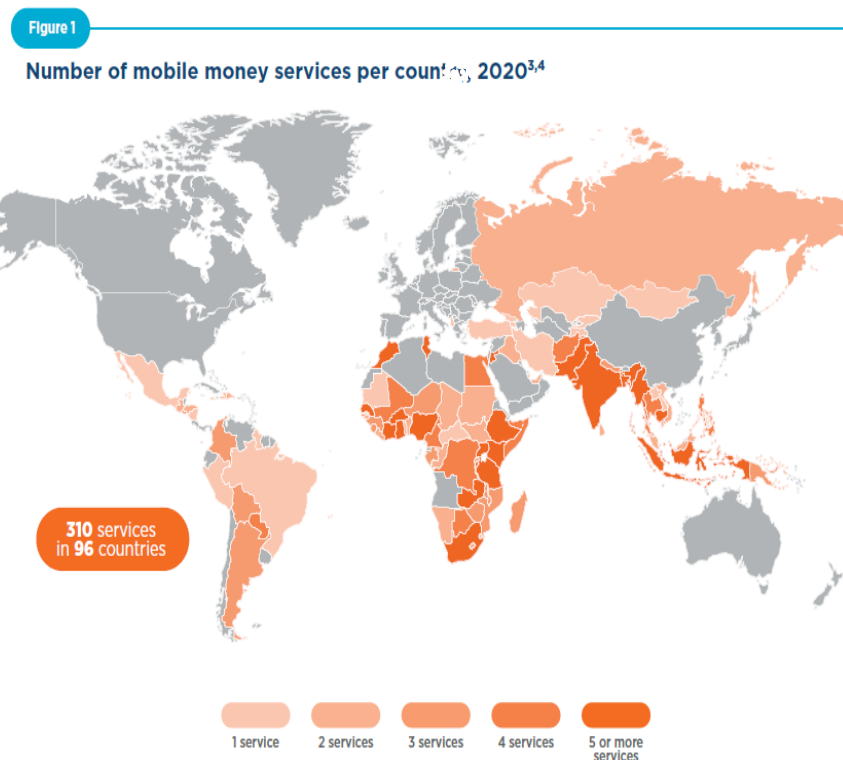 Figure 1
Number of mobile money services per 2020³,⁴
310 services
in 96 countries
1 service
2 services
3 services
4 services
5 or more
services